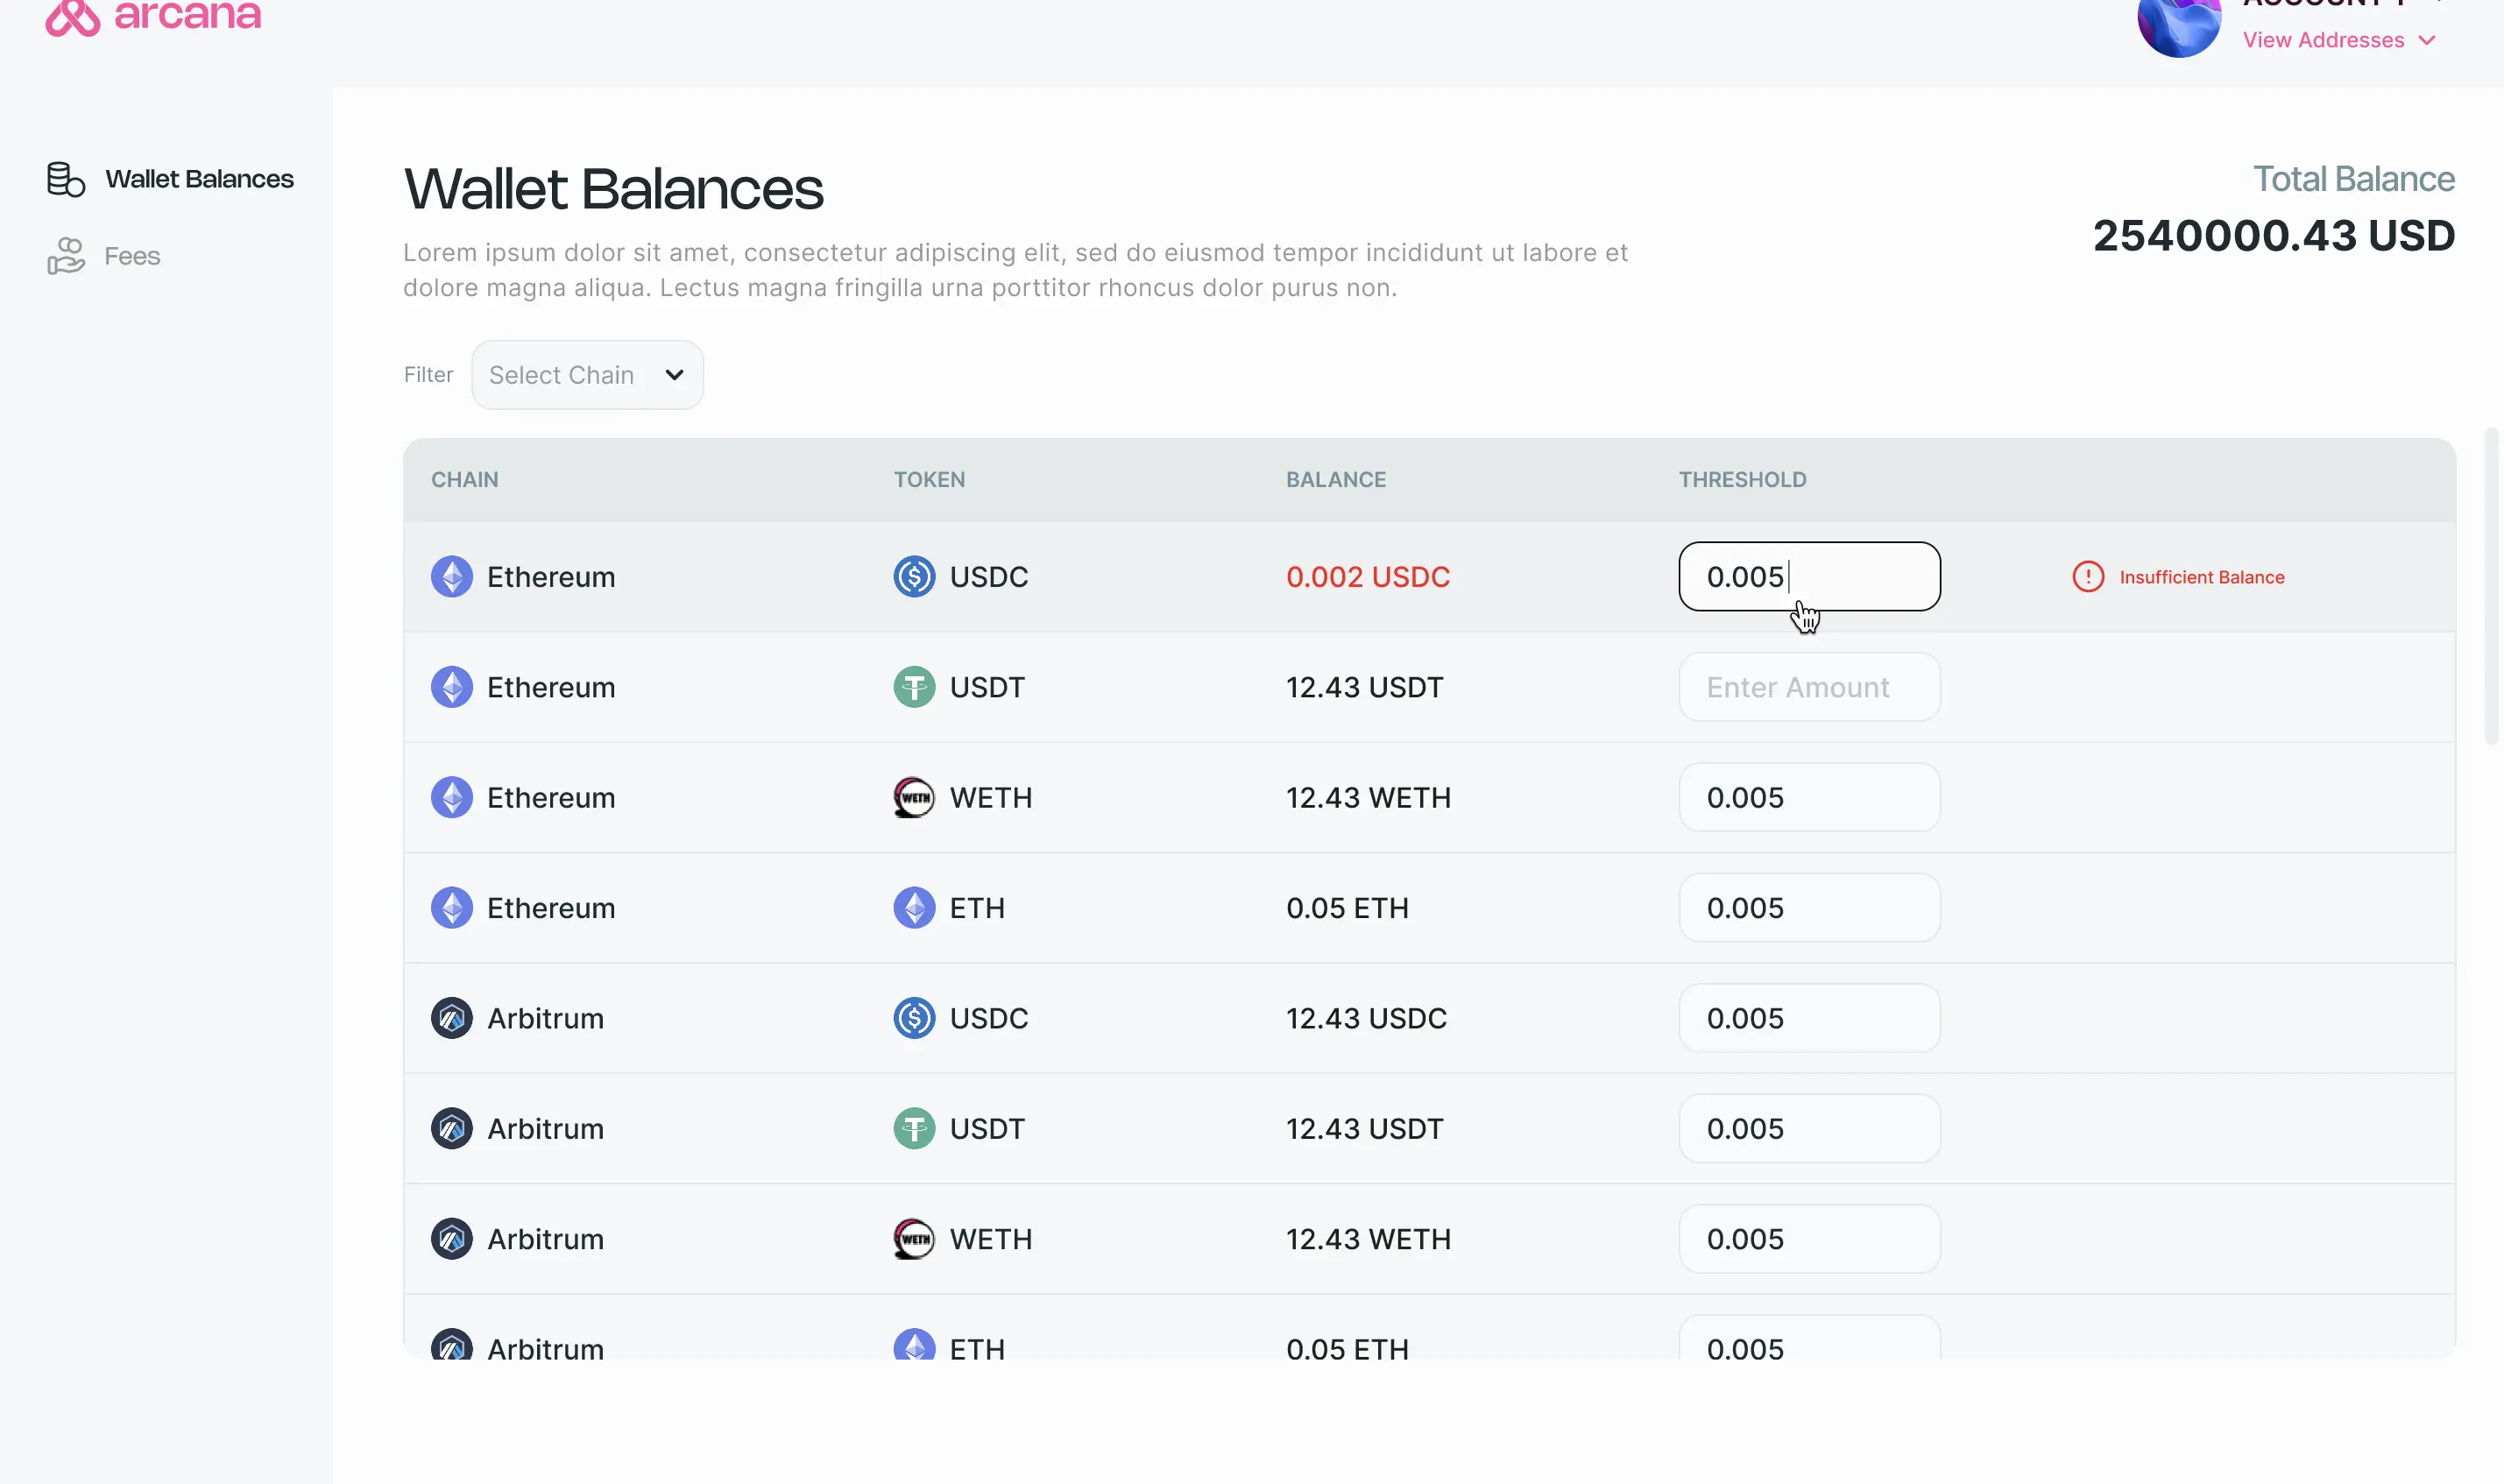 arcana
ACCOUNT 1
View Addresses
Wallet Balances
Fees
Wallet Balances
Total Balance
2540000.43 USD
Lorem ipsum dolor sit amet, consectetur adipiscing elit, sed do eiusmod tempor incididunt ut labore et
dolore magna aliqua. Lectus magna fringilla urna porttitor rhoncus dolor purus non.
Filter Select Chain
CHAIN TOKEN BALANCE THRESHOLD
Ethereum USDC 0.002 USDC 0.005 Insufficient Balance
Ethereum USDT 12.43 USDT Enter Amount
Ethereum WETH WETH 12.43 WETH 0.005
Ethereum ETH 0.05 ETH 0.005
Arbitrum USDC 12.43 USDC 0.005
Arbitrum USDT 12.43 USDT 0.005
Arbitrum WETH WETH 12.43 WETH 0.005
Arbitrum ETH 0.05 ETH 0.005